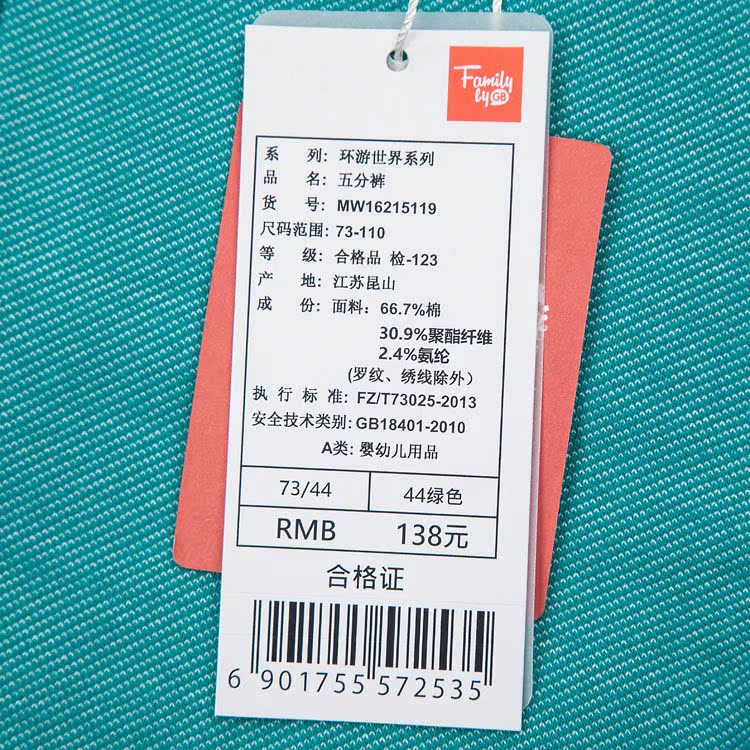 Family
by GB
系 列: 环游世界系列
品 名: 五分裤
货 号: MW16215119
尺码范围: 73-110
等 级: 合格品 检-123
产 地: 江苏昆山
成 份: 面料: 66.7%棉
30.9%聚酯纤维
2.4%氨纶
(罗纹、绣线除外)
执 行 标 准: FZ/T73025-2013
安全技术类别: GB18401-2010
A类: 婴幼儿用品
73/44 44绿色
RMB 138元
合格证
6 901755 572535